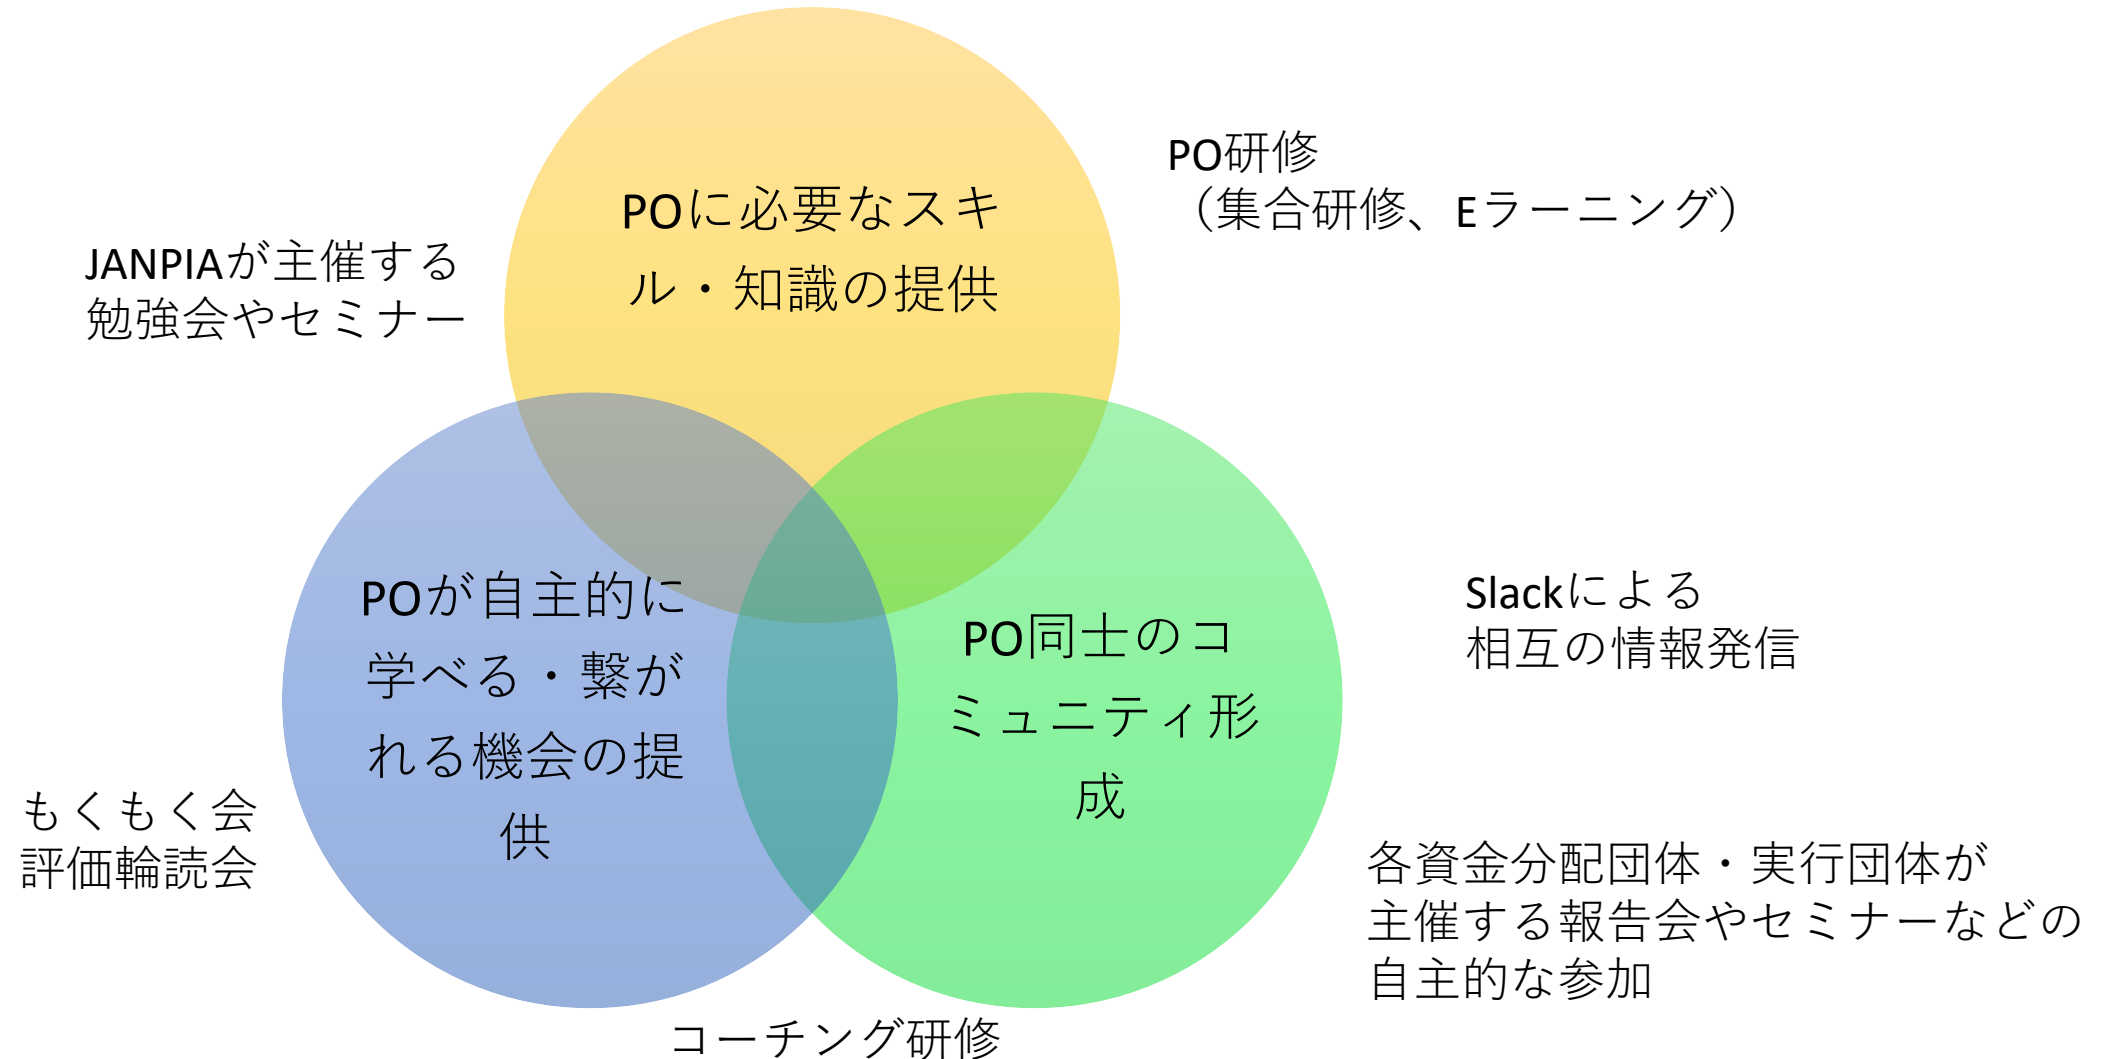 POに必要なスキ
ル・知識の提供
PO研修
（集合研修、Eラーニング）
JANPIAが主催する
勉強会やセミナー
POが自主的に
学べる・繋が
れる機会の提
供
PO同士のコ
ミュニティ形
成
Slackによる
相互の情報発信
もくもく会
評価輪読会
各資金分配団体・実行団体が
主催する報告会やセミナーなどの
自主的な参加
コーチング研修